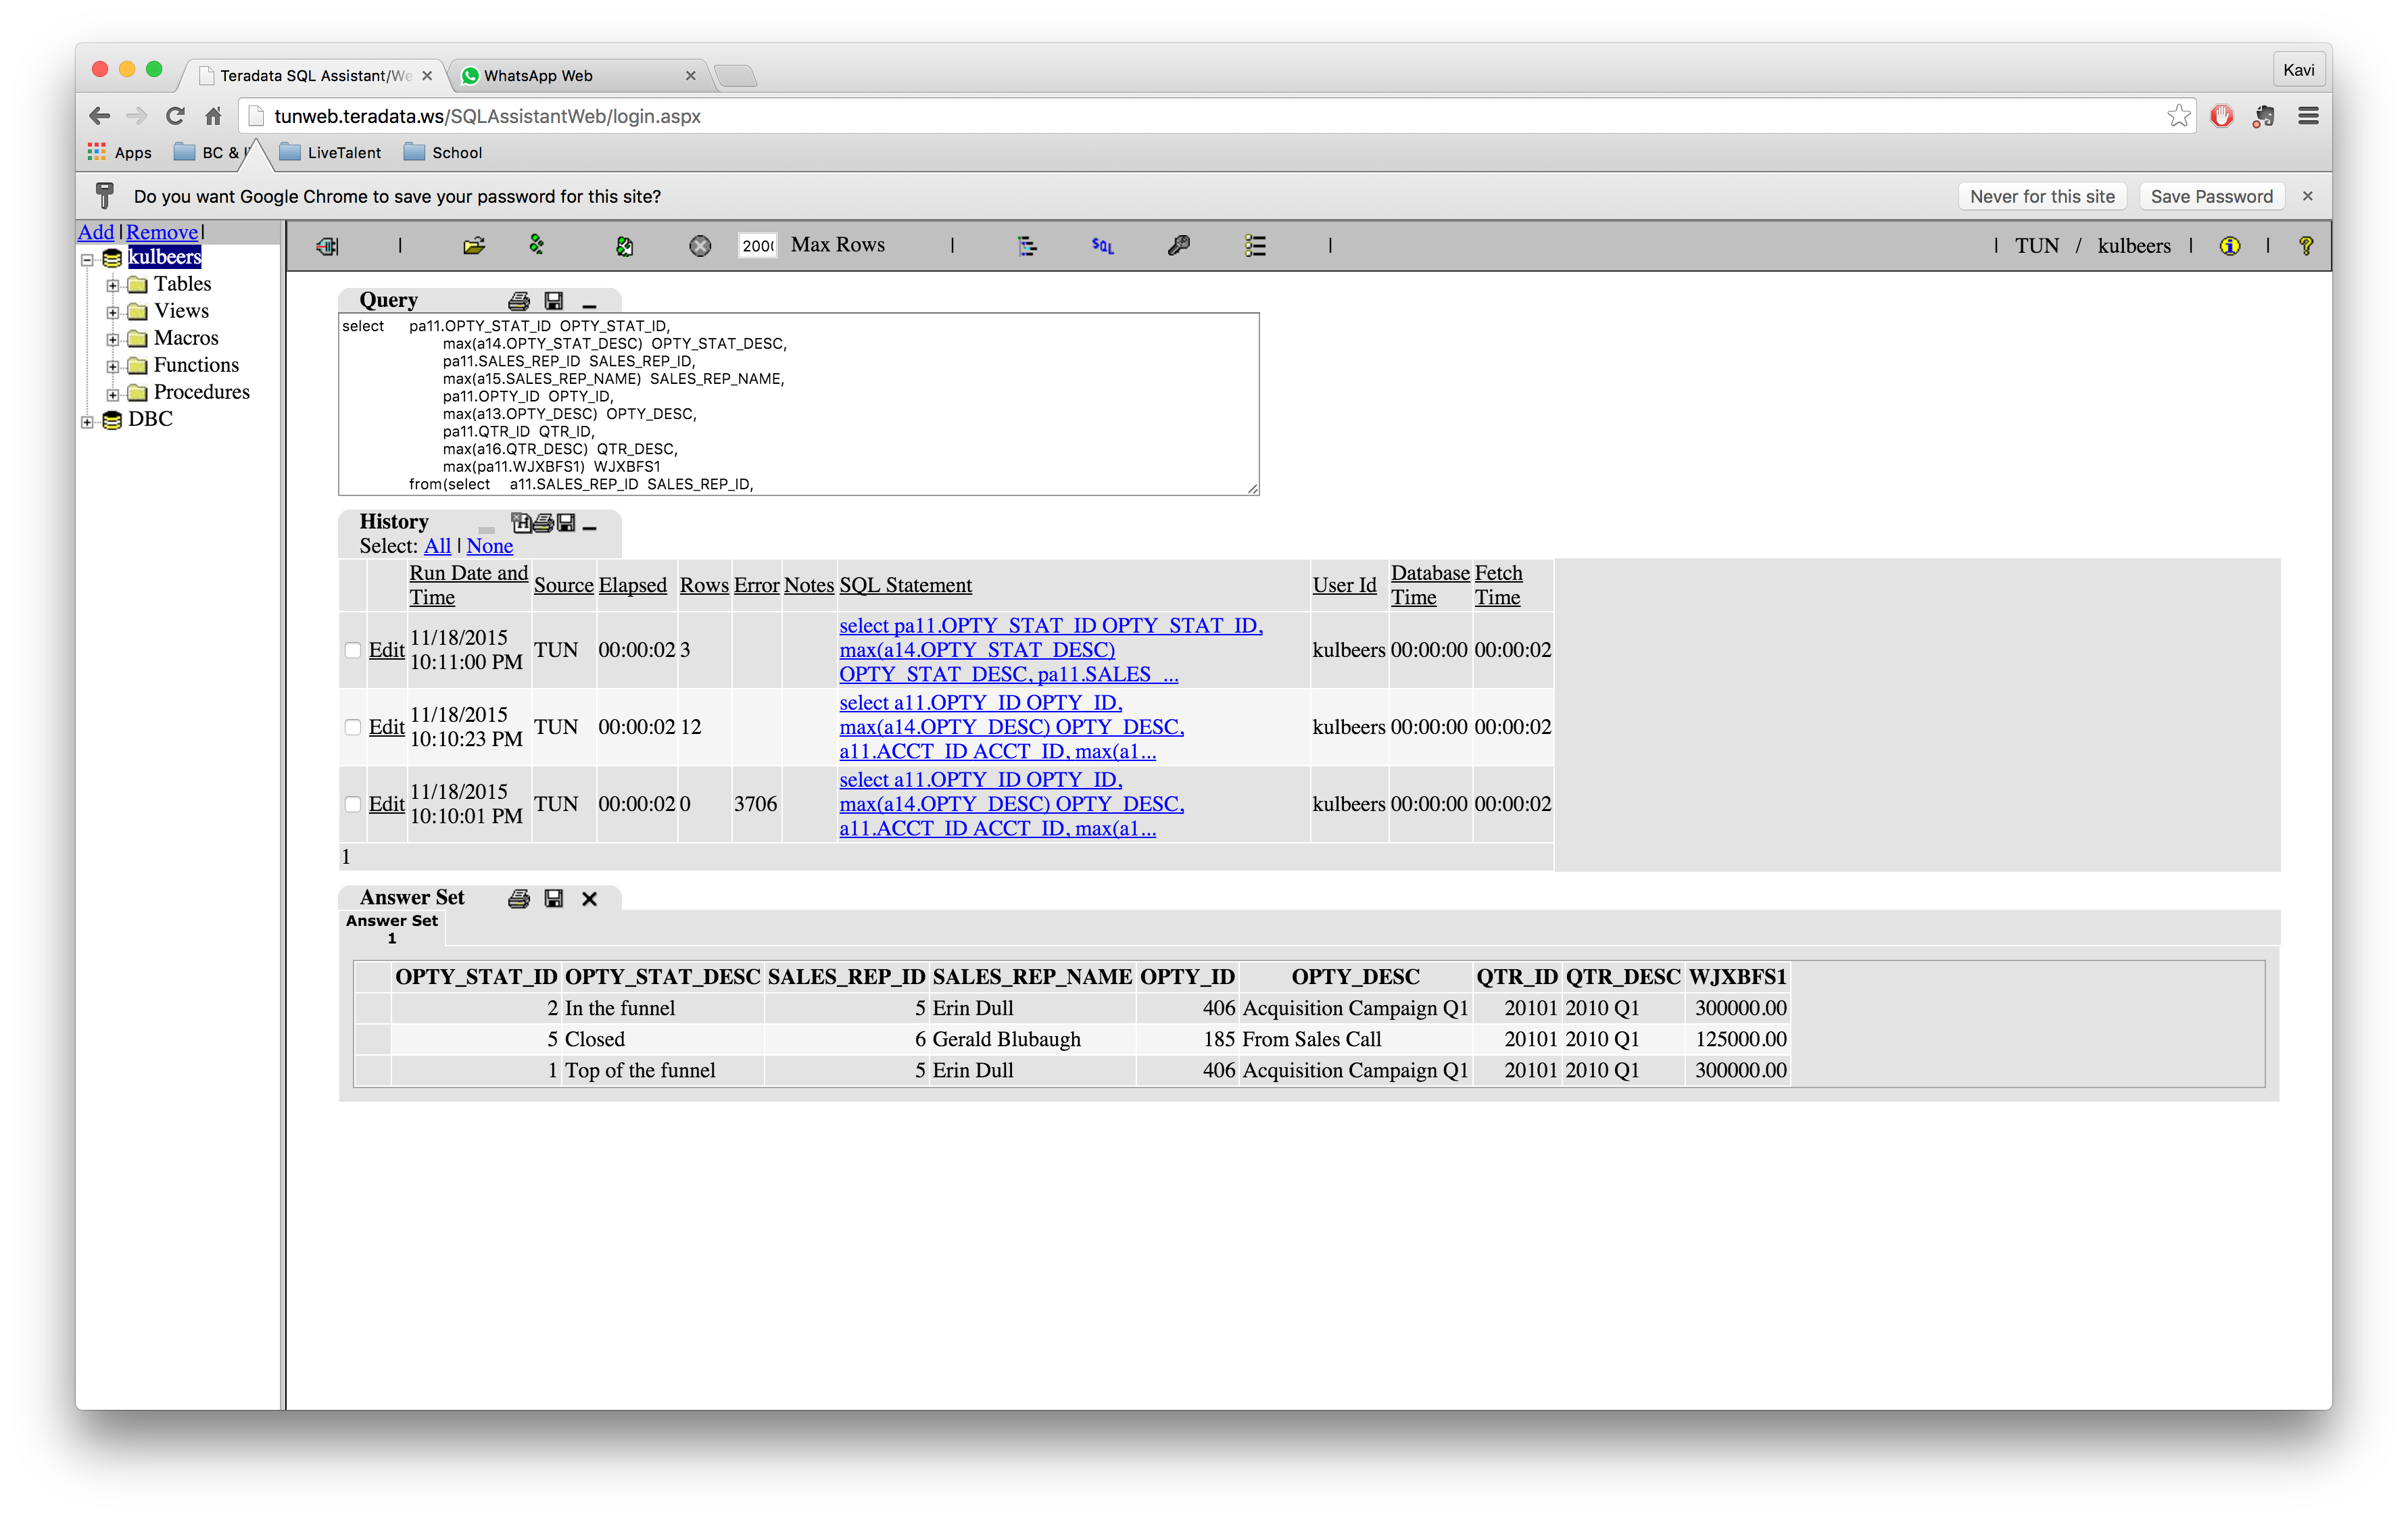 Teradata SQL Assistant/We
WhatsApp Web
Kavi
tunweb.teradata.ws/SQLAssistantWeb/login.aspx
Apps
BC &
LiveTalent
School
Do you want Google Chrome to save your password for this site?
Never for this site
Save Password
Add | Remove |
kulbeers
Tables
Views
Macros
Functions
Procedures
DBC
| 200 Max Rows | SQL |
| TUN / kulbeers | |
Query
select pa11.OPTY_STAT_ID OPTY_STAT_ID,
max(a14.OPTY_STAT_DESC) OPTY_STAT_DESC,
pa11.SALES_REP_ID SALES_REP_ID,
max(a15.SALES_REP_NAME) SALES_REP_NAME,
pa11.OPTY_ID OPTY_ID,
max(a13.OPTY_DESC) OPTY_DESC,
pa11.QTR_ID QTR_ID,
max(a16.QTR_DESC) QTR_DESC,
max(pa11.WJXBFS1) WJXBFS1
from(select a11.SALES_REP_ID SALES_REP_ID,
History
Select: All | None
Run Date and Time Source Elapsed Rows Error Notes SQL Statement User Id Database Time Fetch Time
Edit 11/18/2015 10:11:00 PM TUN 00:00:02 3 select pa11.OPTY_STAT_ID OPTY_STAT_ID, max(a14.OPTY_STAT_DESC) OPTY_STAT_DESC, pa11.SALES_... kulbeers 00:00:00 00:00:02
Edit 11/18/2015 10:10:23 PM TUN 00:00:02 12 select a11.OPTY_ID OPTY_ID, max(a14.OPTY_DESC) OPTY_DESC, a11.ACCT_ID ACCT_ID, max(a1... kulbeers 00:00:00 00:00:02
Edit 11/18/2015 10:10:01 PM TUN 00:00:02 0 3706 select a11.OPTY_ID OPTY_ID, max(a14.OPTY_DESC) OPTY_DESC, a11.ACCT_ID ACCT_ID, max(a1... kulbeers 00:00:00 00:00:02
1
Answer Set
Answer Set
1
OPTY_STAT_ID OPTY_STAT_DESC SALES_REP_ID SALES_REP_NAME OPTY_ID OPTY_DESC QTR_ID QTR_DESC WJXBFS1
2 In the funnel 5 Erin Dull 406 Acquisition Campaign Q1 20101 2010 Q1 300000.00
5 Closed 6 Gerald Blubaugh 185 From Sales Call 20101 2010 Q1 125000.00
1 Top of the funnel 5 Erin Dull 406 Acquisition Campaign Q1 20101 2010 Q1 300000.00